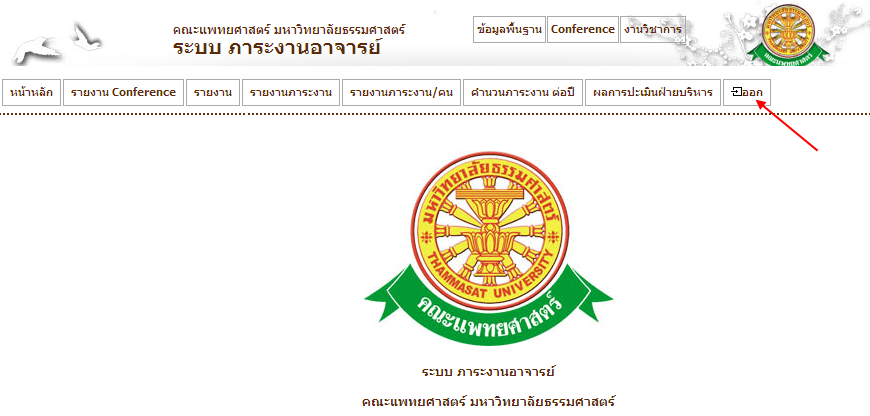 คณะแพทยศาสตร์ มหาวิทยาลัยธรรมศาสตร์
ระบบ ภาระงานอาจารย์
ข้อมูลพื้นฐาน Conference งานวิชาการ
หน้าหลัก รายงาน Conference รายงาน รายงานภาระงาน รายงานภาระงาน/คน คำนวนภาระงาน ต่อปี ผลการประเมินฝ่ายบริหาร ออก
มหาวิทยาลัยธรรมศาสตร์
THAMMASAT UNIVERSITY
คณะแพทยศาสตร์
ระบบ ภาระงานอาจารย์
คณะแพทยศาสตร์ มหาวิทยาลัยธรรมศาสตร์